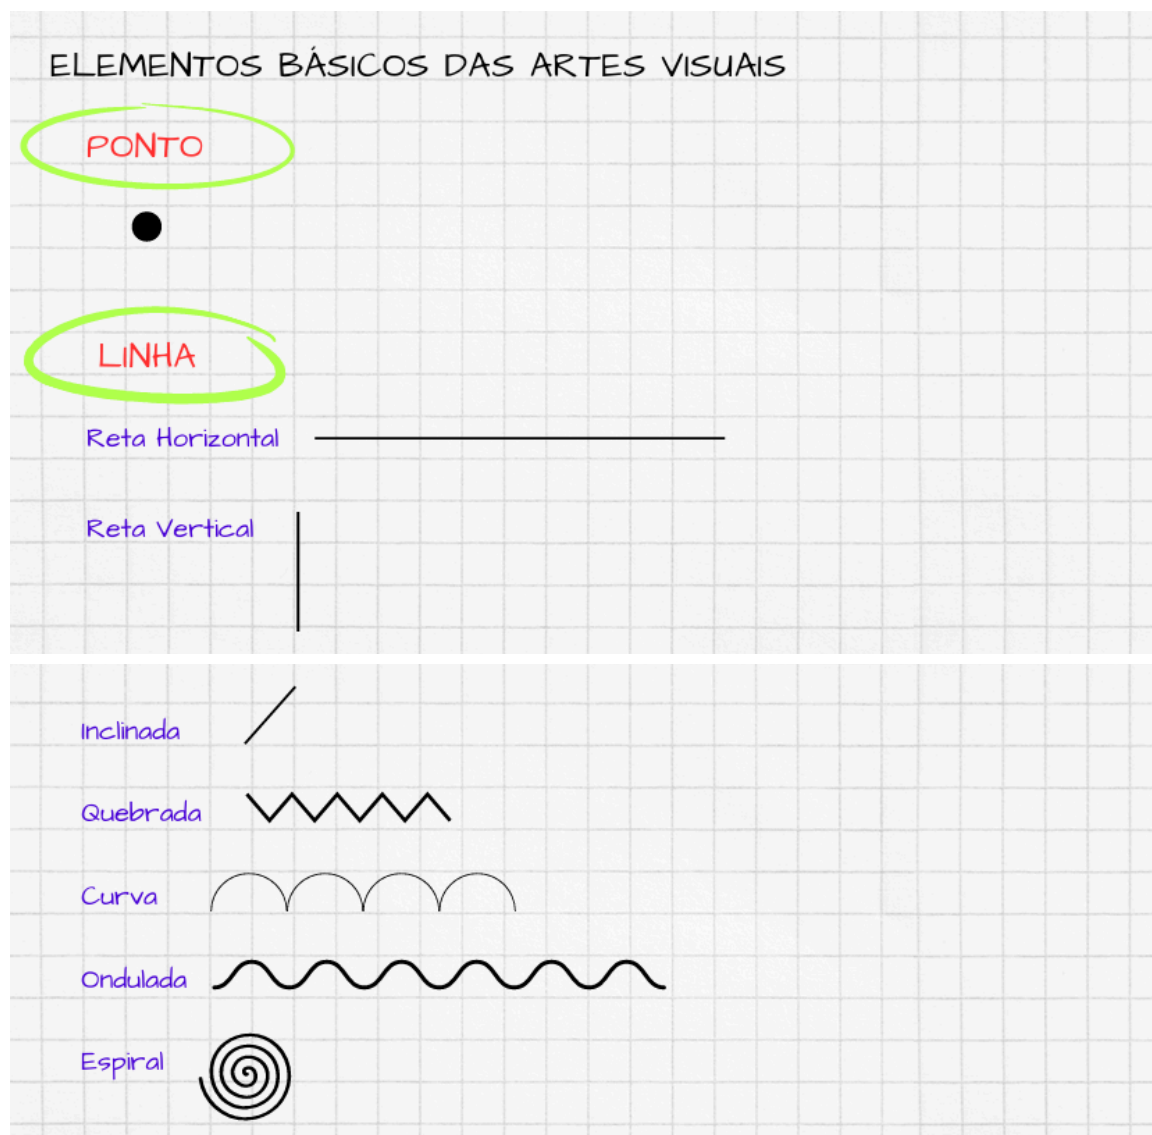 ELEMENTOS BÁSICOS DAS ARTES VISUAIS
PONTO
LINHA
Reta Horizontal
Reta Vertical
Inclinada
Quebrada
Curva
Ondulada
Espiral